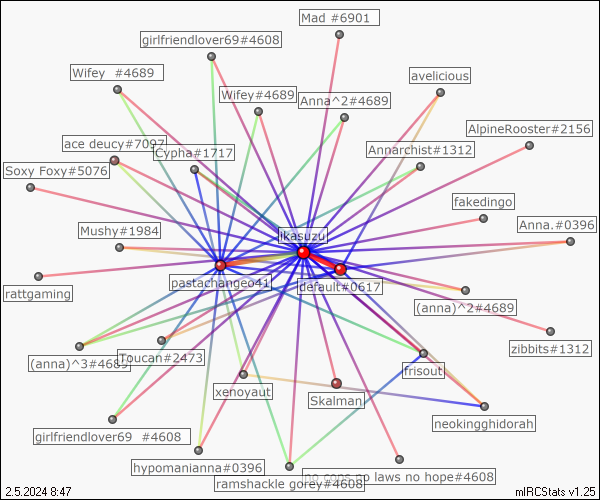 Mad #6901
girlfriendlover69#4608
Wifey  #4689
avelicious
Wifey#4689
Anna^2#4689
AlpineRooster#2156
ace deucy#7097
Cypha#1717
Annarchist#1312
Soxy Foxy#5076
fakedingo
Anna.#0396
Mushy#1984
ikasuzu
pastachangeo41
default#0617
rattgaming
(anna)^2#4689
zibbits#1312
(anna)^3#4689
Toucan#2473
frisout
xenoyaut
Skalman
neokingghidorah
girlfriendlover69  #4608
hypomanianna#0396
no cops no laws no hope#4608
ramshackle gorey#4608
2.5.2024 8:47
mIRCStats v1.25